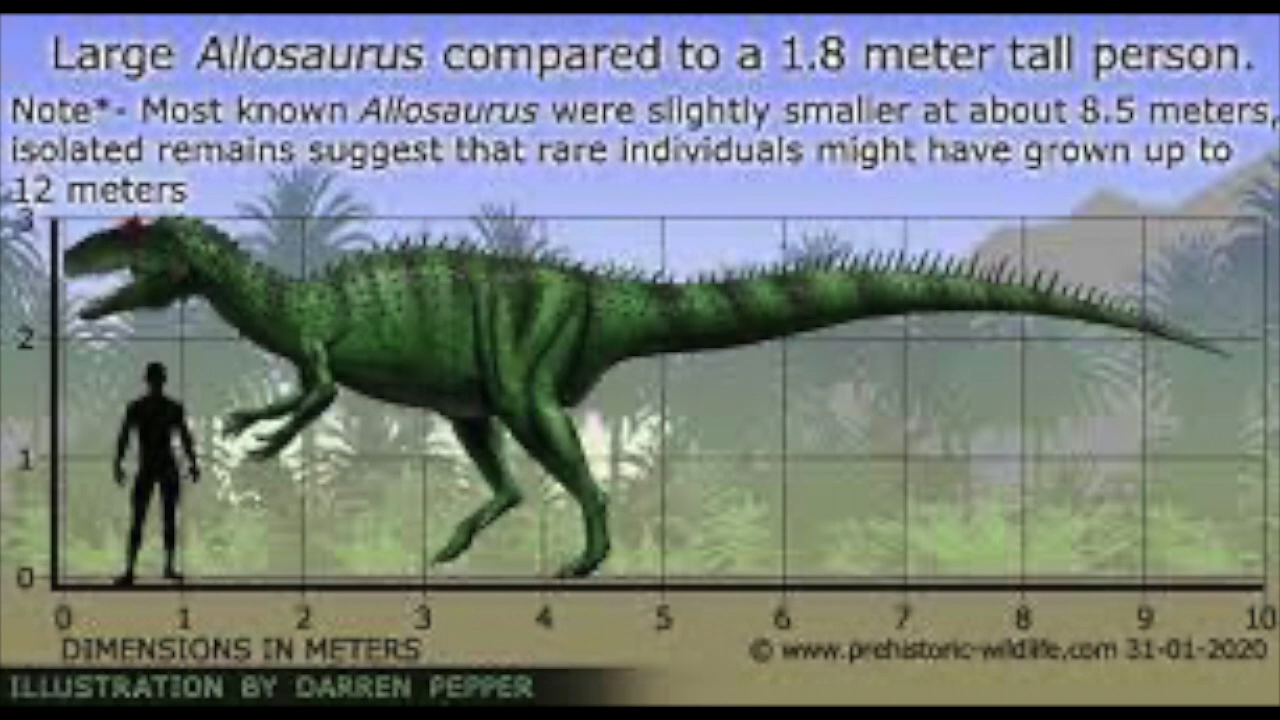 Large Allosaurus compared to a 1.8 meter tall person.
Note*- Most known Allosaurus were slightly smaller at about 8.5 meters,
isolated remains suggest that rare individuals might have grown up to
12 meters
3
2
1
0
0 1 2 3 4 5 6 7 8 9 10
DIMENSIONS IN METERS
© www.prehistoric-wildlife.com 31-01-2020
ILLUSTRATION BY DARREN PEPPER